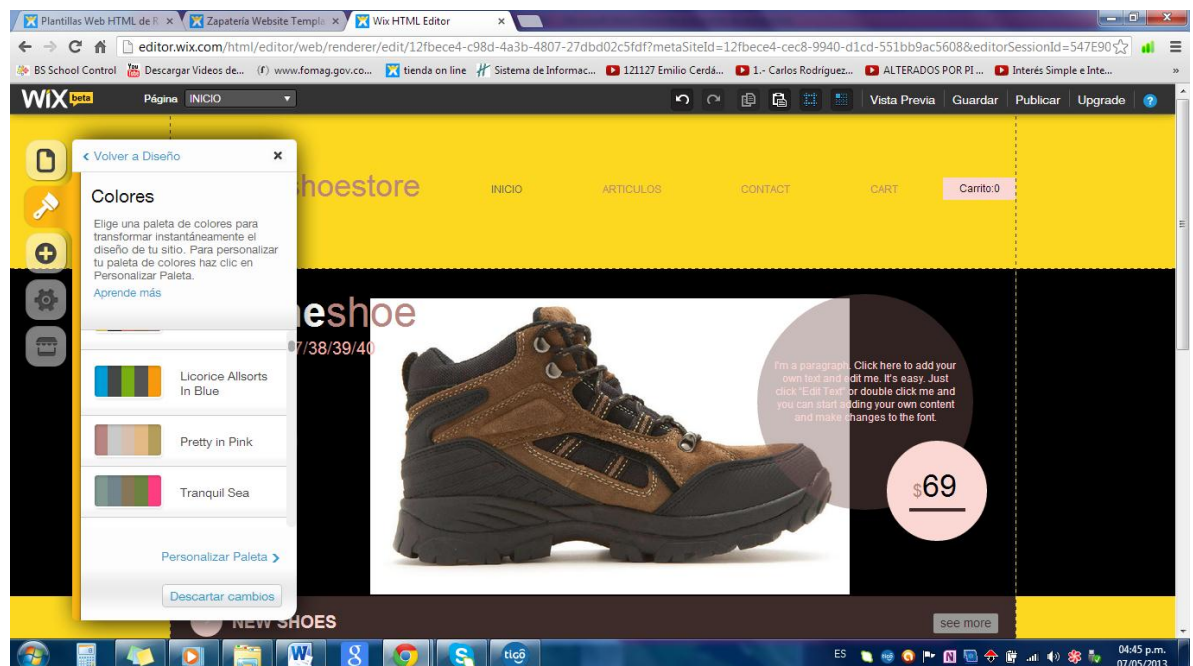 Plantillas Web HTML de R
Zapatería Website Templa
Wix HTML Editor
editor.wix.com/html/editor/web/renderer/edit/12fbece4-c98d-4a3b-4807-27dbd02c5fdf?metaSiteId=12fbece4-cec8-9940-d1cd-551bb9ac5608&editorSessionId=547E90
BS School Control
Descargar Videos de...
www.fomag.gov.co...
tienda on line
Sistema de Informac...
121127 Emilio Cerdá...
1.- Carlos Rodríguez...
ALTERADOS POR PI ...
Interés Simple e Inte...
WiX beta
Página INICIO
Vista Previa
Guardar
Publicar
Upgrade
Volver a Diseño
Colores
Elige una paleta de colores para
transformar instantáneamente el
diseño de tu sitio. Para personalizar
tu paleta de colores haz clic en
Personalizar Paleta.
Aprende más
Licorice Allsorts
In Blue
Pretty in Pink
Tranquil Sea
Personalizar Paleta
Descartar cambios
hoestore
INICIO
ARTICULOS
CONTACT
CART
Carrito:0
eshoe
7/38/39/40
I'm a paragraph. Click here to add your
own text and edit me. It's easy. Just
click "Edit Text" or double click me and
you can start adding your own content
and make changes to the font.
$69
NEW SHOES
see more
tigo
ES
04:45 p.m.
07/05/2013